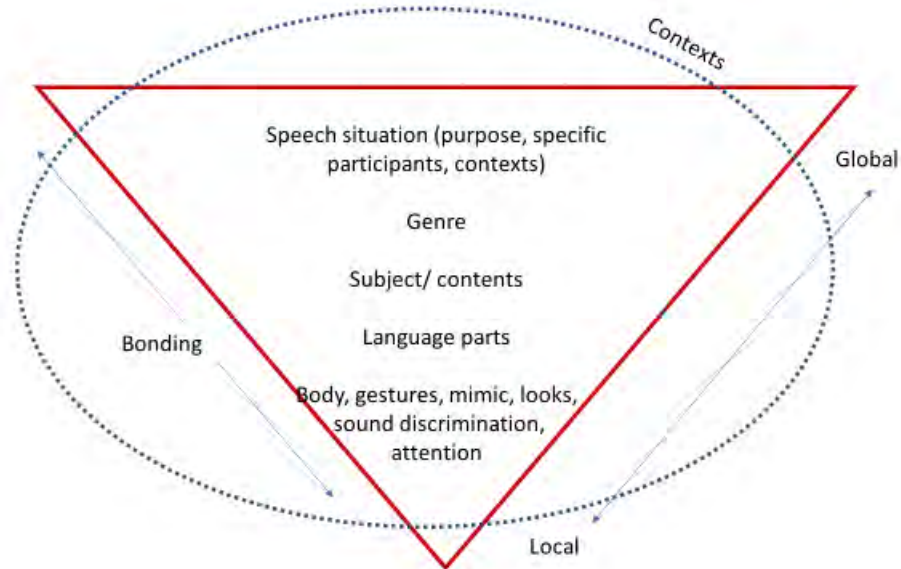 Contexts
Speech situation (purpose, specific
participants, contexts)
Global
Genre
Subject/ contents
Language parts
Bonding
Body, gestures, mimic, looks,
sound discrimination,
attention
Local